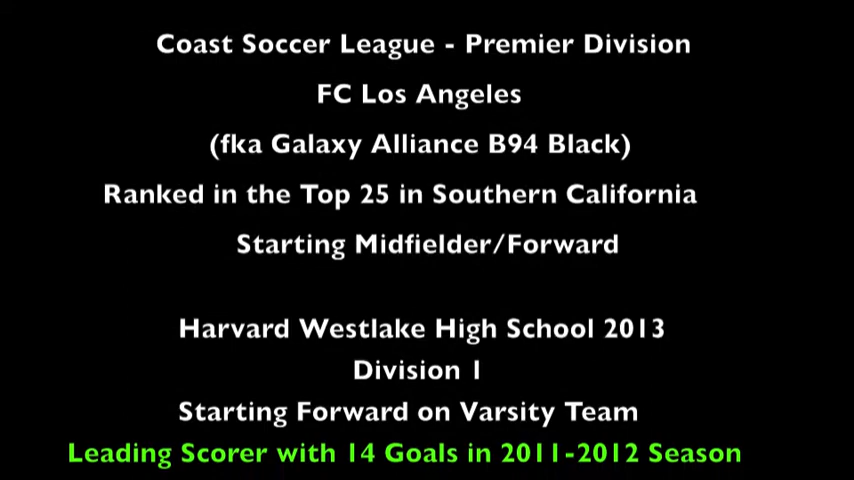 Coast Soccer League - Premier Division
FC Los Angeles
(fka Galaxy Alliance B94 Black)
Ranked in the Top 25 in Southern California
Starting Midfielder/Forward
Harvard Westlake High School 2013
Division 1
Starting Forward on Varsity Team
Leading Scorer with 14 Goals in 2011-2012 Season